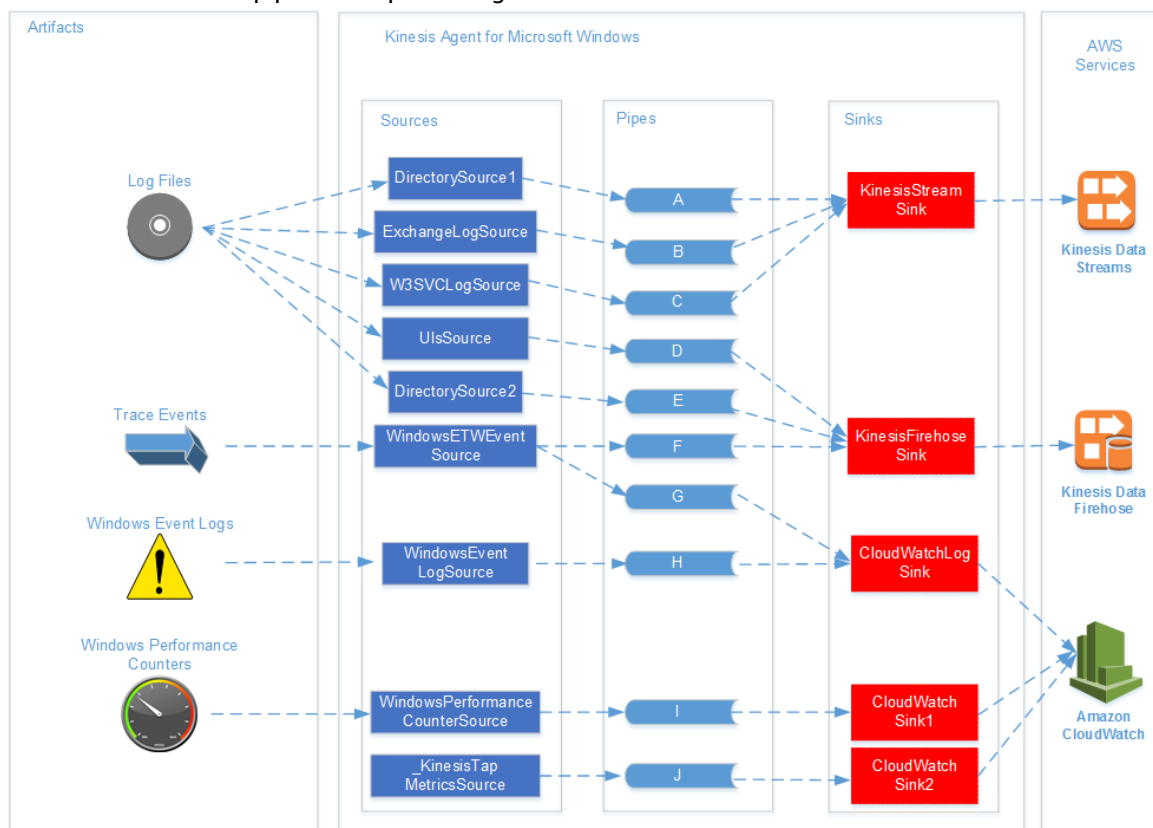 Artifacts
Kinesis Agent for Microsoft Windows
AWS
Services
Sources
Pipes
Sinks
Log Files
DirectorySource1
A
KinesisStream
Sink
ExchangeLogSource
B
Kinesis Data
Streams
W3SVCLogSource
C
UlsSource
D
DirectorySource2
E
Trace Events
WindowsETWEvent
Source
F
KinesisFirehose
Sink
G
Kinesis Data
Firehose
Windows Event Logs
WindowsEvent
LogSource
H
CloudWatchLog
Sink
Windows Performance
Counters
WindowsPerformance
CounterSource
I
CloudWatch
Sink1
Amazon
CloudWatch
_KinesisTap
MetricsSource
J
CloudWatch
Sink2